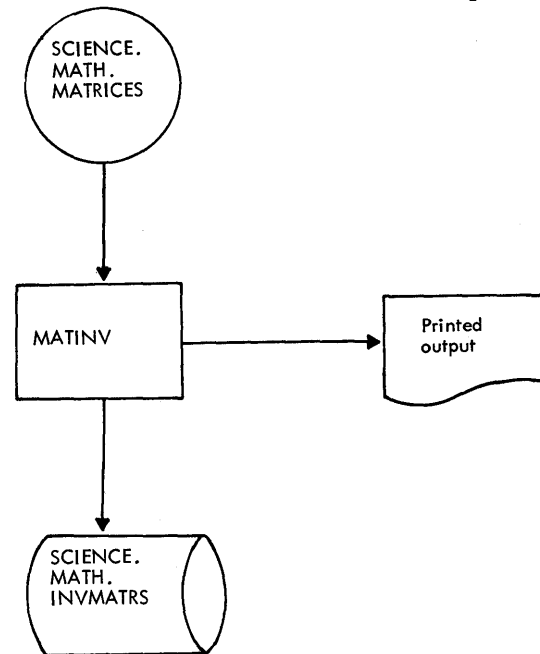 SCIENCE.
MATH.
MATRICES
MATINV
Printed
output
SCIENCE.
MATH.
INVMATRS